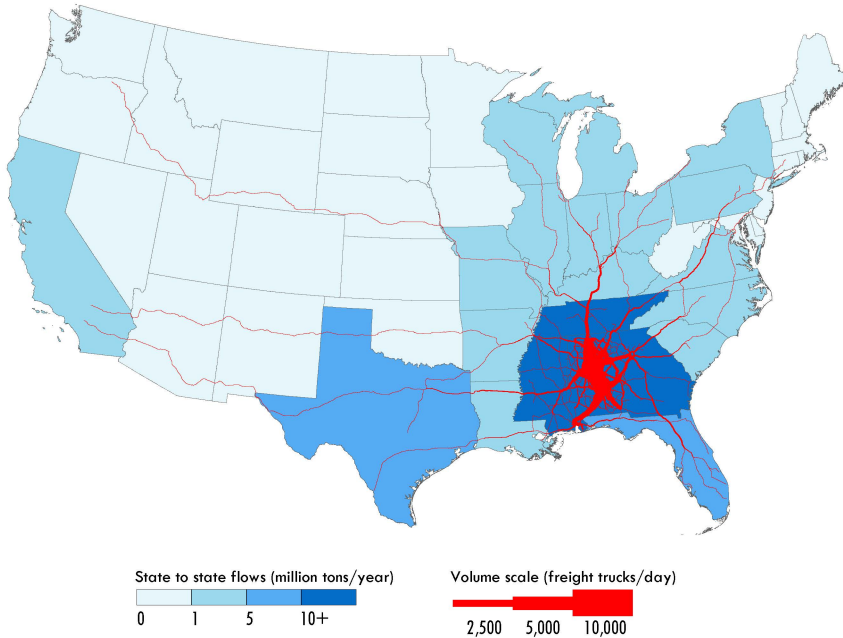 State to state flows (million tons/year)
0 1 5 10+
Volume scale (freight trucks/day)
2,500 5,000 10,000